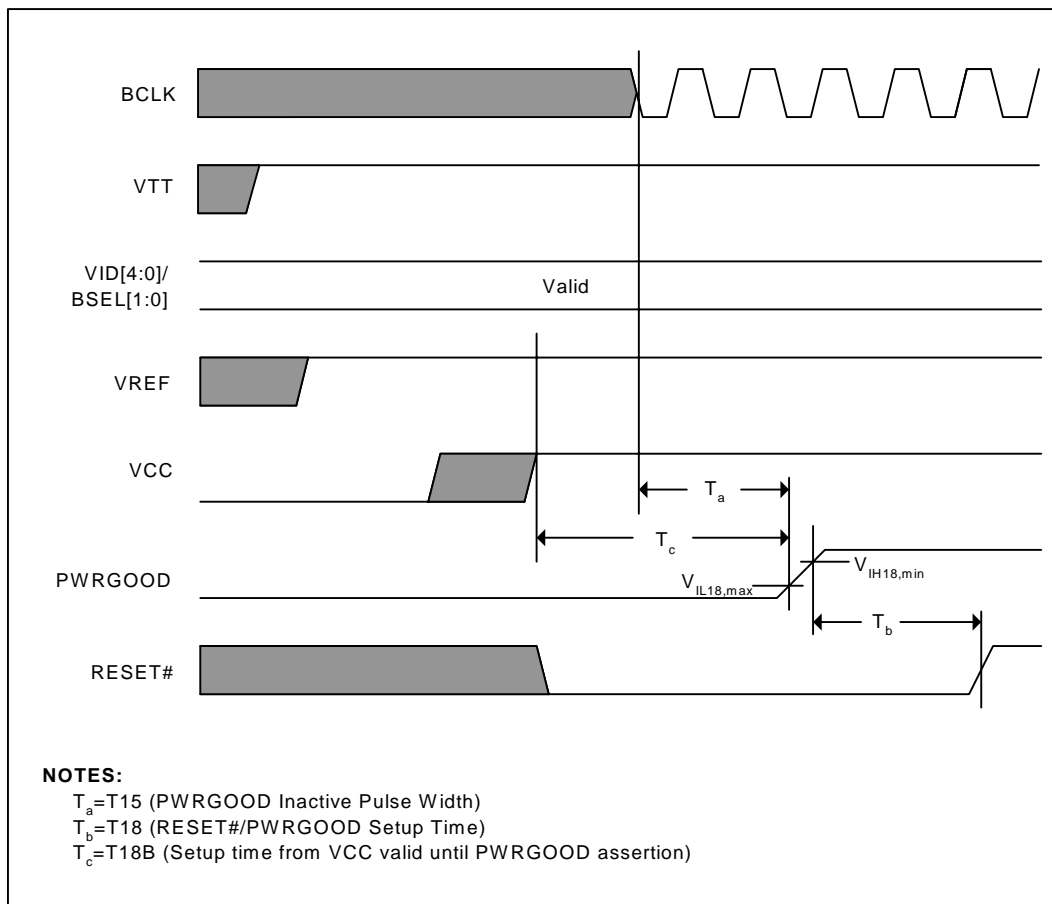 BCLK
VTT
VID[4:0]/
BSEL[1:0]
Valid
VREF
VCC
Ta
Tc
PWRGOOD
VIL18,max
VIH18,min
Tb
RESET#
NOTES:
Ta=T15 (PWRGOOD Inactive Pulse Width)
Tb=T18 (RESET#/PWRGOOD Setup Time)
Tc=T18B (Setup time from VCC valid until PWRGOOD assertion)